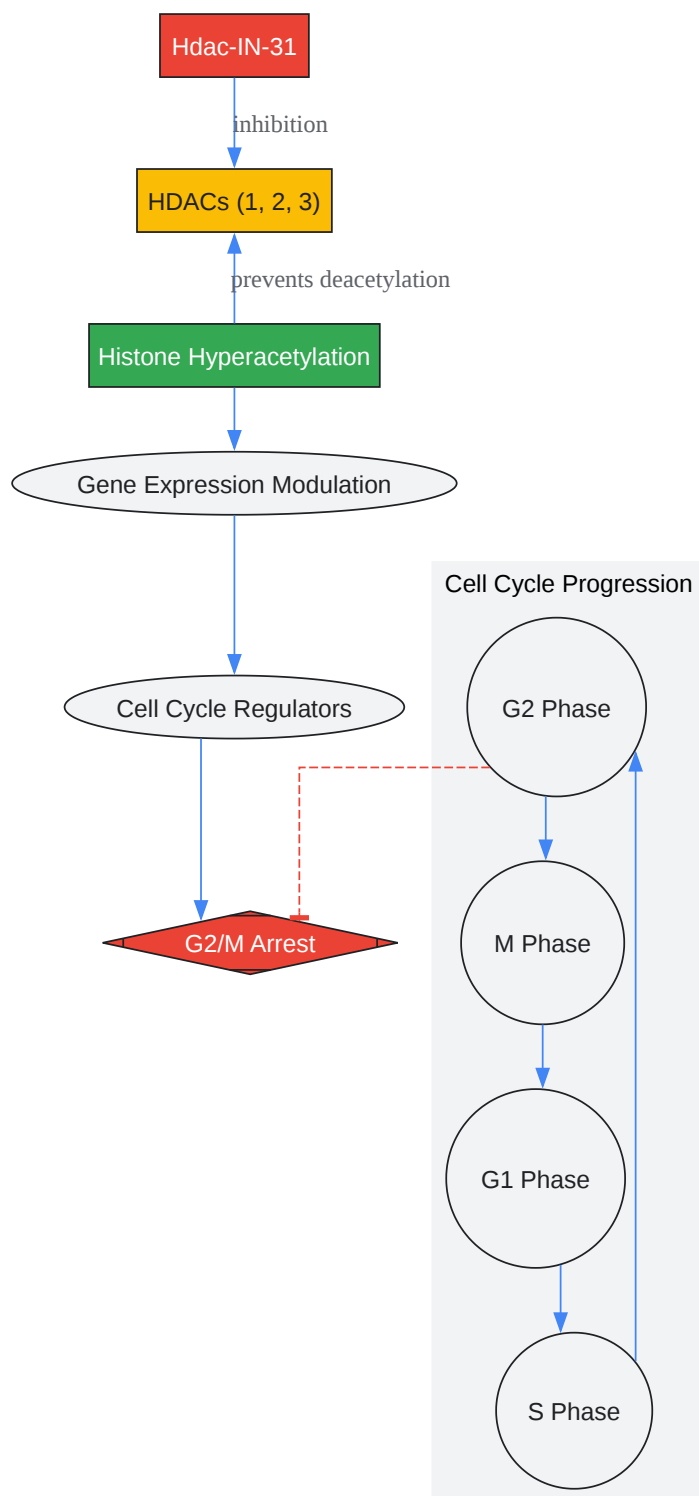 Hdac-IN-31
inhibition
HDACs (1, 2, 3)
prevents deacetylation
Histone Hyperacetylation
Gene Expression Modulation
Cell Cycle Regulators
G2/M Arrest
Cell Cycle Progression
G2 Phase
M Phase
G1 Phase
S Phase